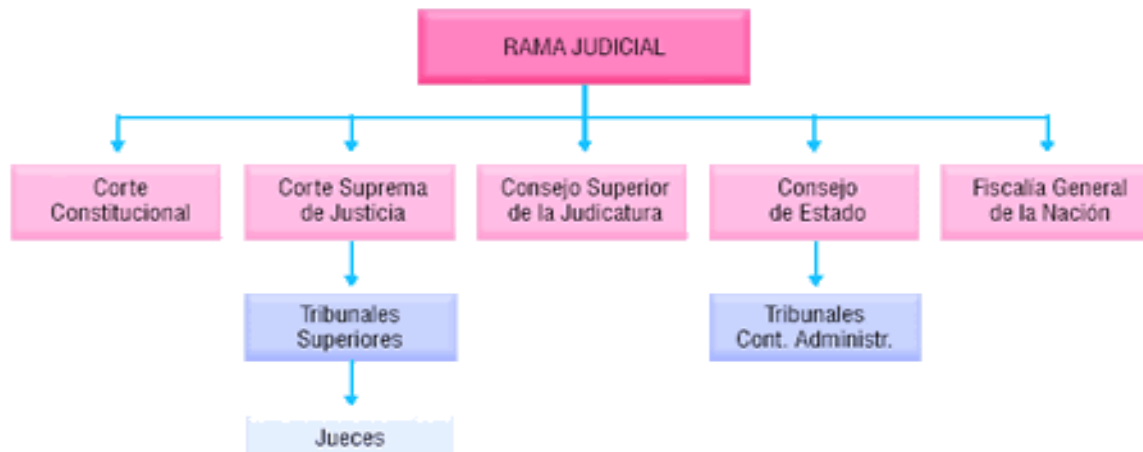 RAMA JUDICIAL
Corte
Constitucional
Corte Suprema
de Justicia
Consejo Superior
de la Judicatura
Consejo
de Estado
Fiscalía General
de la Nación
Tribunales
Superiores
Tribunales
Cont. Administr.
Jueces